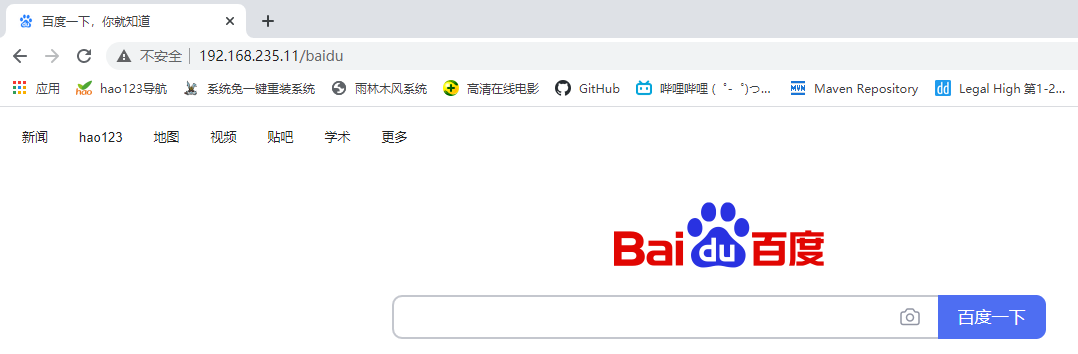 百度一下，你就知道
不安全 192.168.235.11/baidu
应用 hao123导航 系统兔一键重装系统 雨林木风系统 高清在线电影 GitHub 哔哩哔哩 ( ゜- ゜)つ... Maven Repository Legal High 第1-2...
新闻 hao123 地图 视频 贴吧 学术 更多
Bai du 百度
百度一下